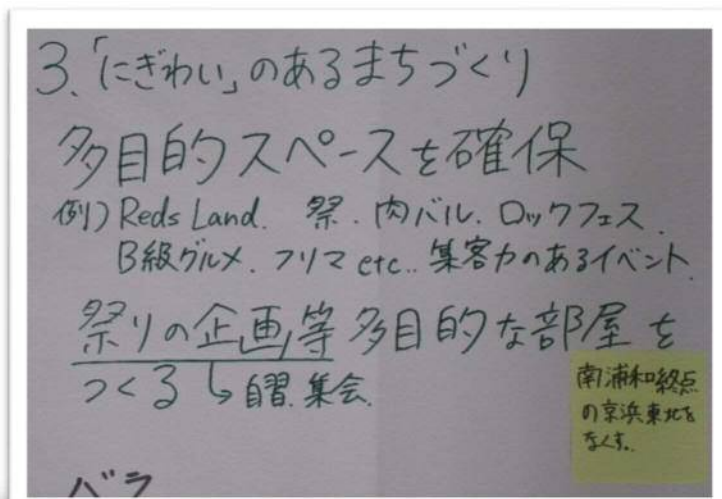 3.「にぎわい」のあるまちづくり
多目的スペースを確保
例) Reds Land. 祭. 肉バル. ロックフェス.
B級グルメ. フリマ etc.. 集客力のあるイベント.
祭りの企画等 多目的な部屋を
つくる ↳ 自習. 集会.
南浦和終点
の京浜東北を
なくす。
バラ